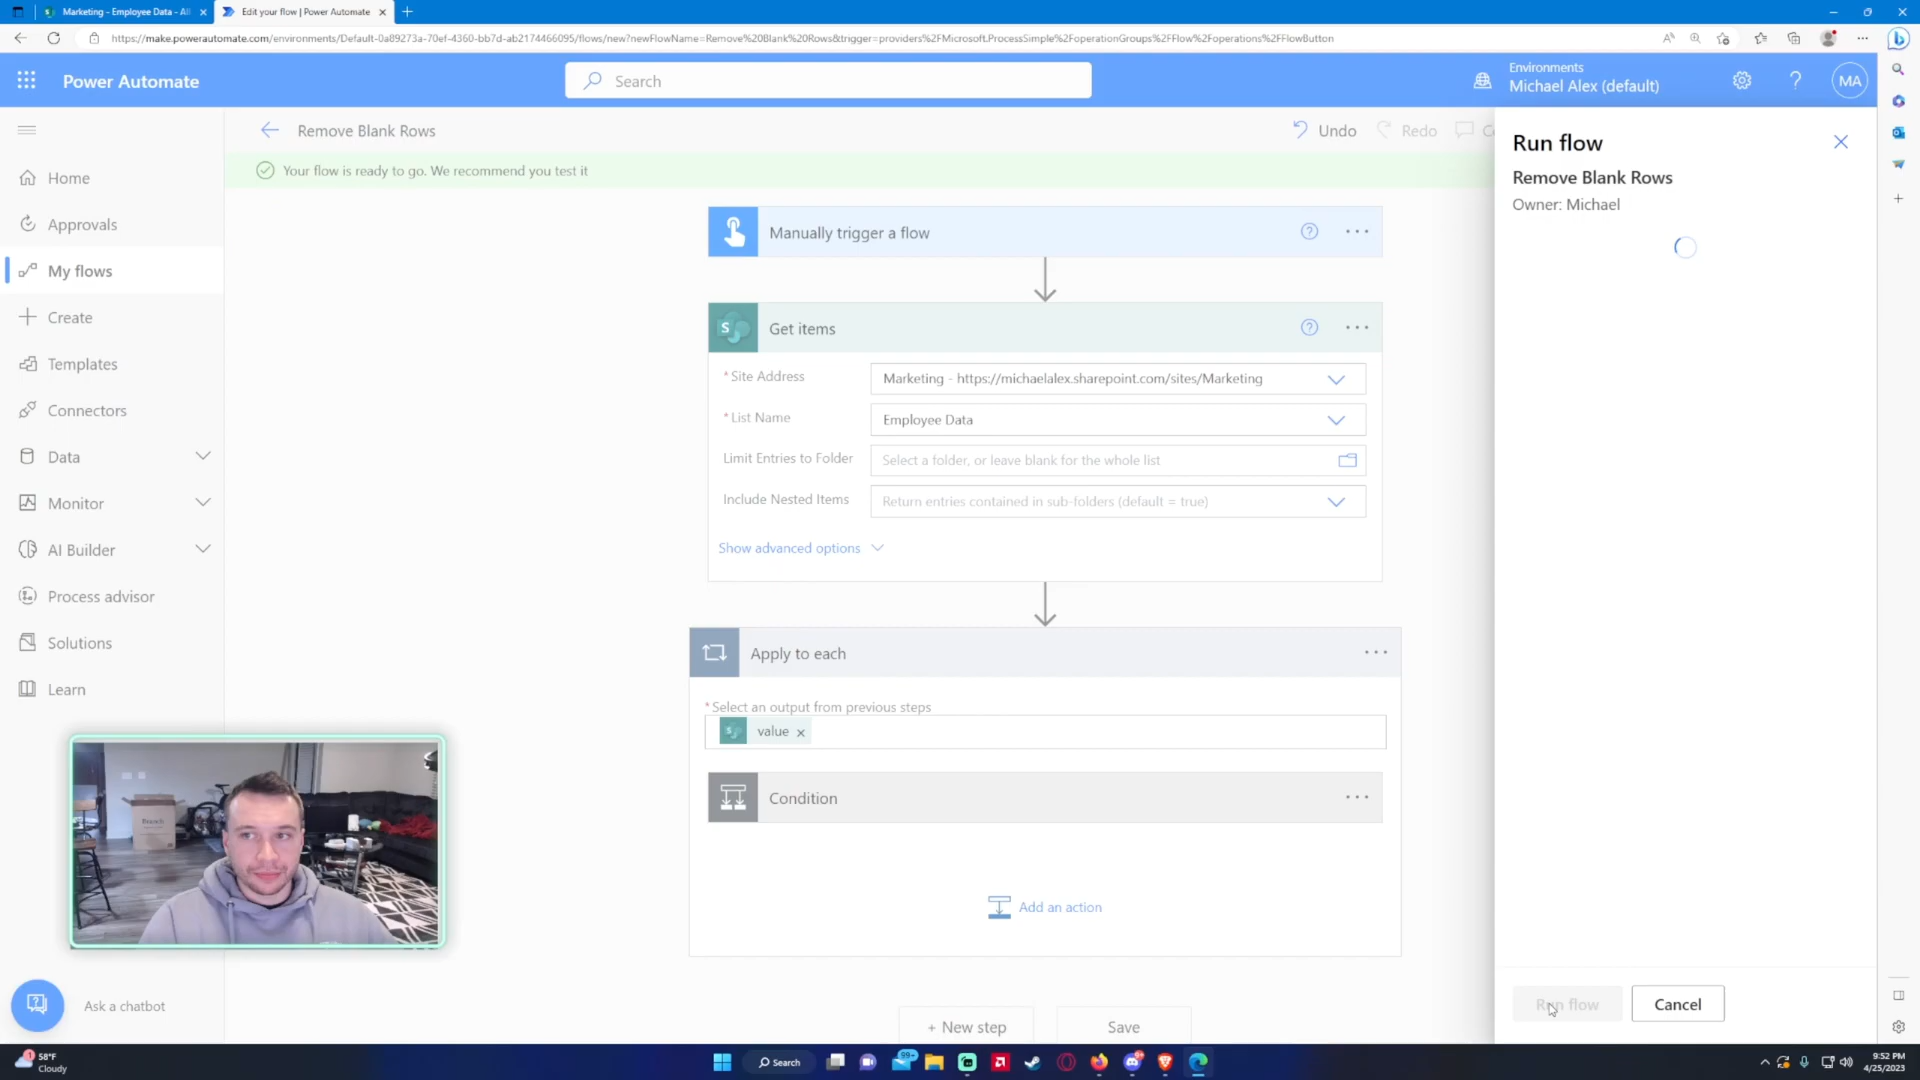 Marketing - Employee Data - All
Edit your flow | Power Automate
https://make.powerautomate.com/environments/Default-0a89273a-70ef-4360-bb7d-ab2174466095/flows/new?newFlowName=Remove%20Blank%20Rows&trigger=providers%2FMicrosoft.ProcessSimple%2FoperationGroups%2FFlow%2Foperations%2FFlowButton
Power Automate
Search
Environments
Michael Alex (default)
MA
Remove Blank Rows
Undo
Redo
Your flow is ready to go. We recommend you test it
Home
Approvals
My flows
Create
Templates
Connectors
Data
Monitor
AI Builder
Process advisor
Solutions
Learn
Ask a chatbot
Manually trigger a flow
Get items
* Site Address
Marketing - https://michaelalex.sharepoint.com/sites/Marketing
* List Name
Employee Data
Limit Entries to Folder
Select a folder, or leave blank for the whole list
Include Nested Items
Return entries contained in sub-folders (default = true)
Show advanced options
Apply to each
* Select an output from previous steps
value
Condition
Add an action
+ New step
Save
Run flow
Remove Blank Rows
Owner: Michael
Run flow
Cancel
58°F
Cloudy
Search
99+
9:52 PM
4/25/2023